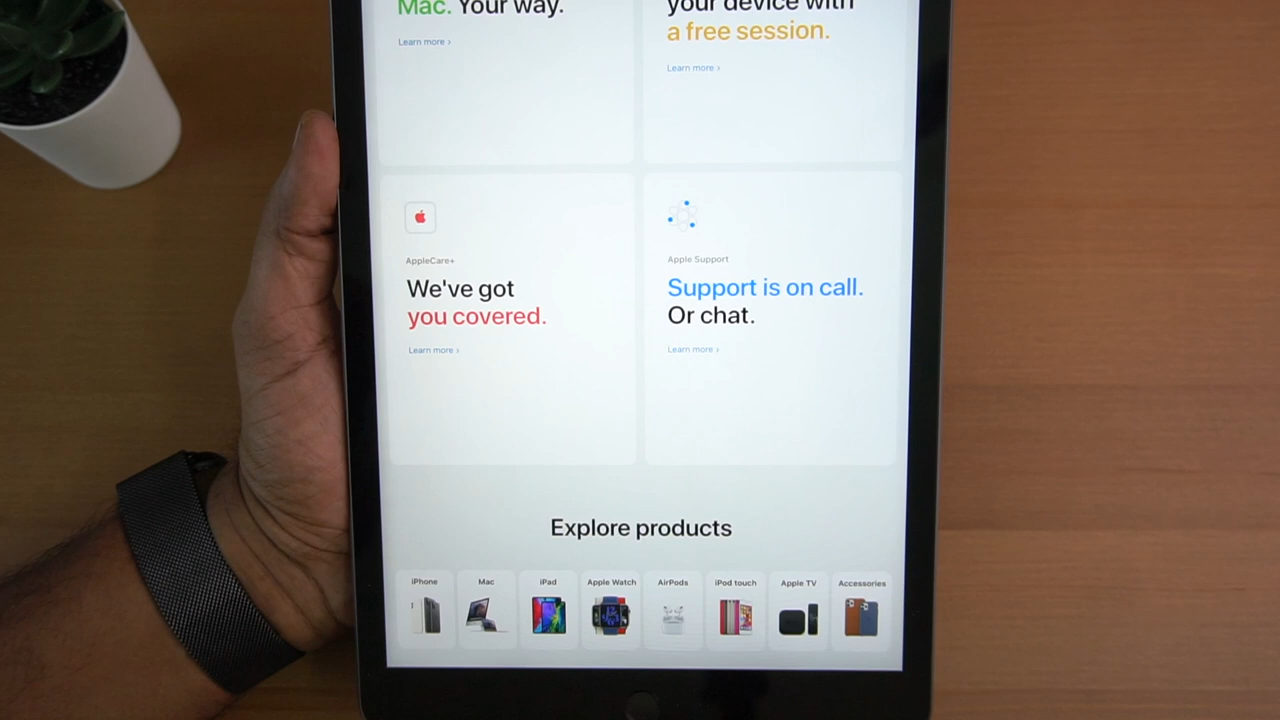 Mac. Your way.
Learn more >
your device with
a free session.
Learn more >
AppleCare+
We've got
you covered.
Learn more >
Apple Support
Support is on call.
Or chat.
Learn more >
Explore products
iPhone
Mac
iPad
Apple Watch
AirPods
iPod touch
Apple TV
Accessories